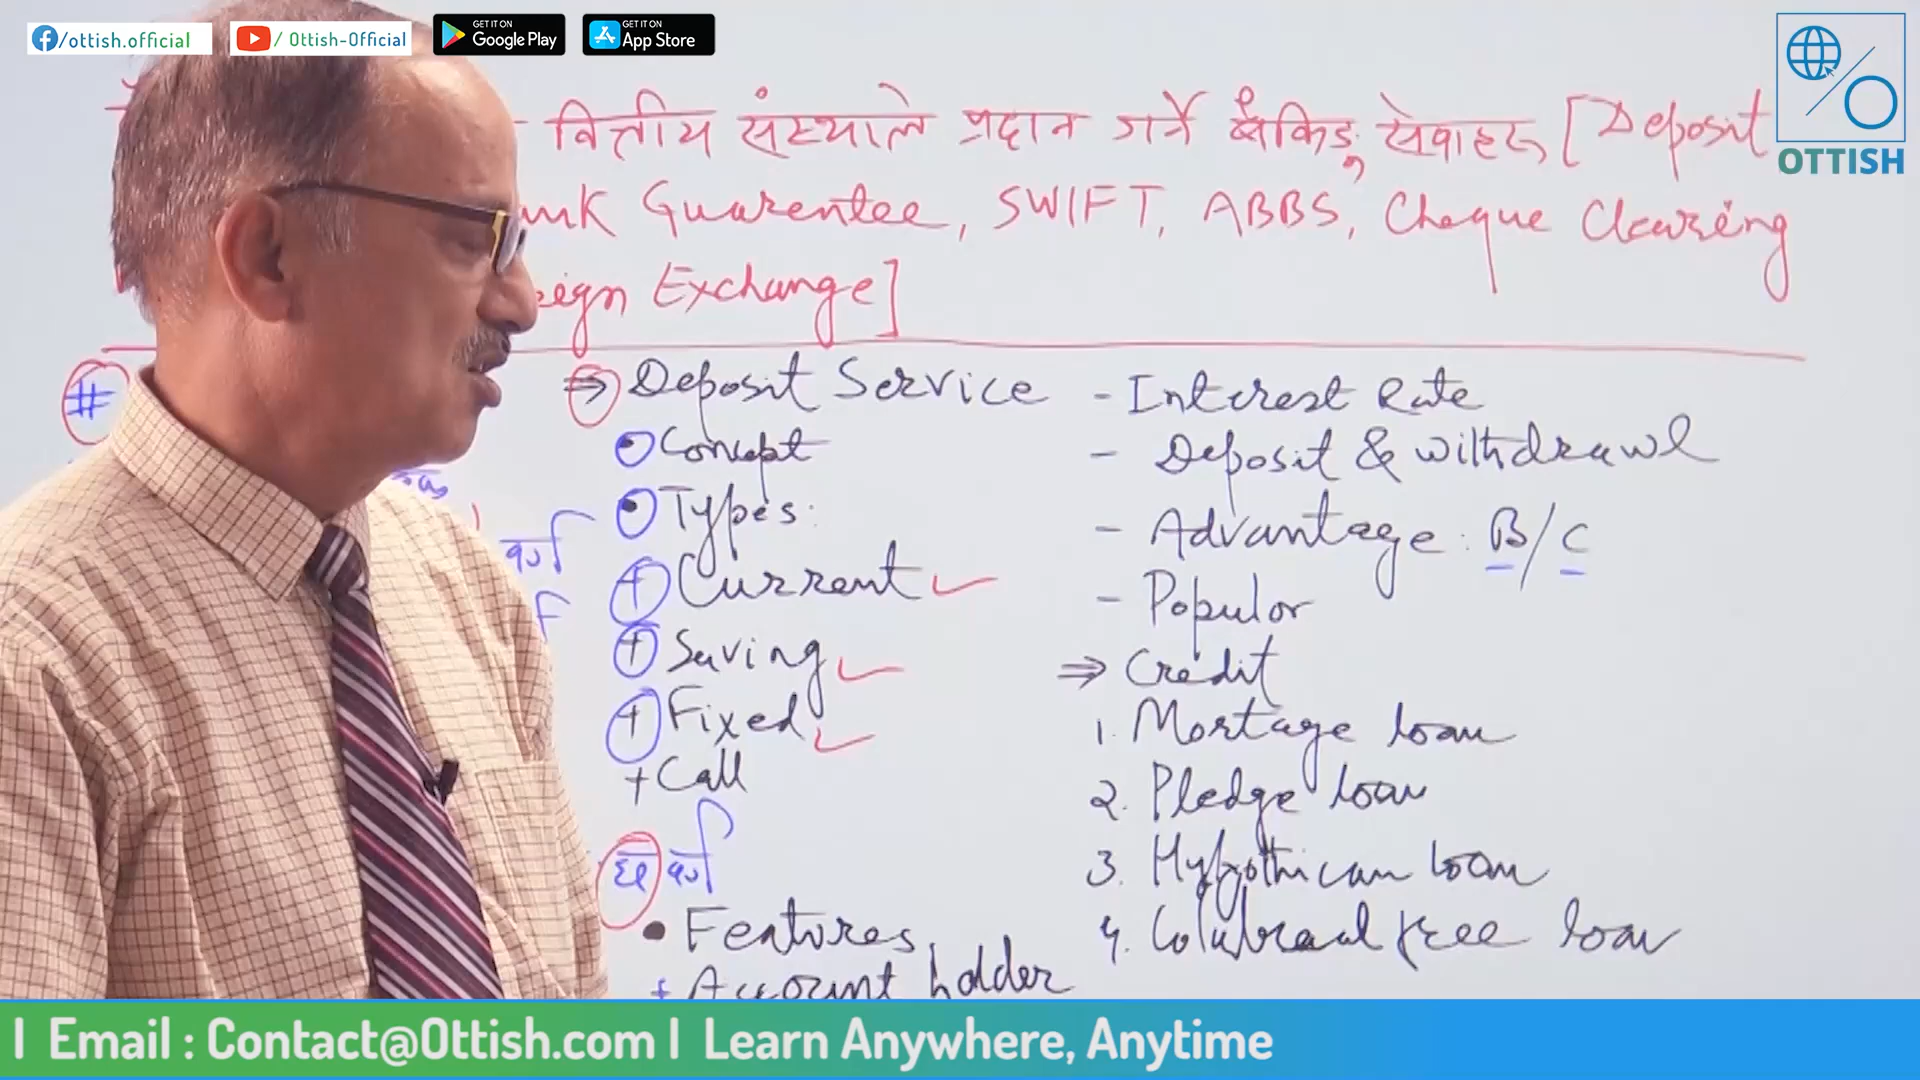 /ottish.official
/ Ottish-Official
GET IT ON
Google Play
GET IT ON
App Store
OTTISH
वित्तीय संस्थाले प्रदान गर्ने बैंकिङ्ग सेवाहरू [Deposit
Guarentee, SWIFT, ABBS, Cheque Clearing
Exchange]
#
⇒ Deposit Service
Concept
Types:
+ Current ✓
+ Saving ✓
+ Fixed ✓
+ Call
• Features
+ Account holder
- Interest Rate
- Deposit & withdrawl
- Advantage: B/C
- Populor
⇒ Credit
1. Mortage loan
2. Pledge loan
3. loan
4. free loan
| Email : Contact@Ottish.com | Learn Anywhere, Anytime